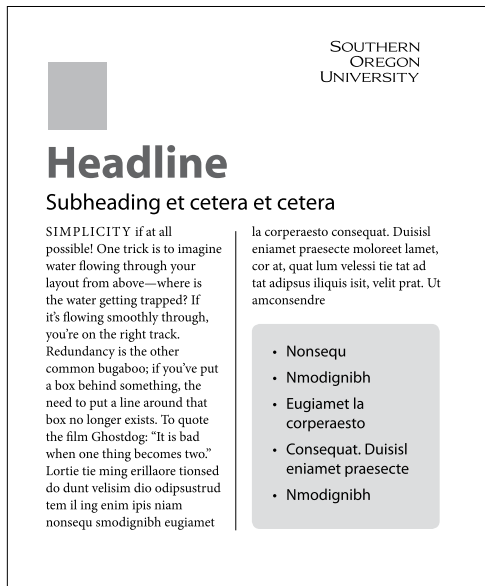 SOUTHERN
OREGON
UNIVERSITY
Headline
Subheading et cetera et cetera
SIMPLICITY if at all
possible! One trick is to imagine
water flowing through your
layout from above—where is
the water getting trapped? If
it’s flowing smoothly through,
you’re on the right track.
Redundancy is the other
common bugaboo; if you’ve put
a box behind something, the
need to put a line around that
box no longer exists. To quote
the film Ghostdog: “It is bad
when one thing becomes two.”
Lortie tie ming erillaore tionsed
do dunt velisim dio odipsustrud
tem il ing enim ipis niam
nonsequ smodignibh eugiamet
la corperaesto consequat. Duisisl
eniamet praesecte moloreet lamet,
cor at, quat lum velessi tie tat ad
tat adipsus iliquis isit, velit prat. Ut
amconsendre
• Nonsequ
• Nmodignibh
• Eugiamet la
corperaesto
• Consequat. Duisisl
eniamet praesecte
• Nmodignibh